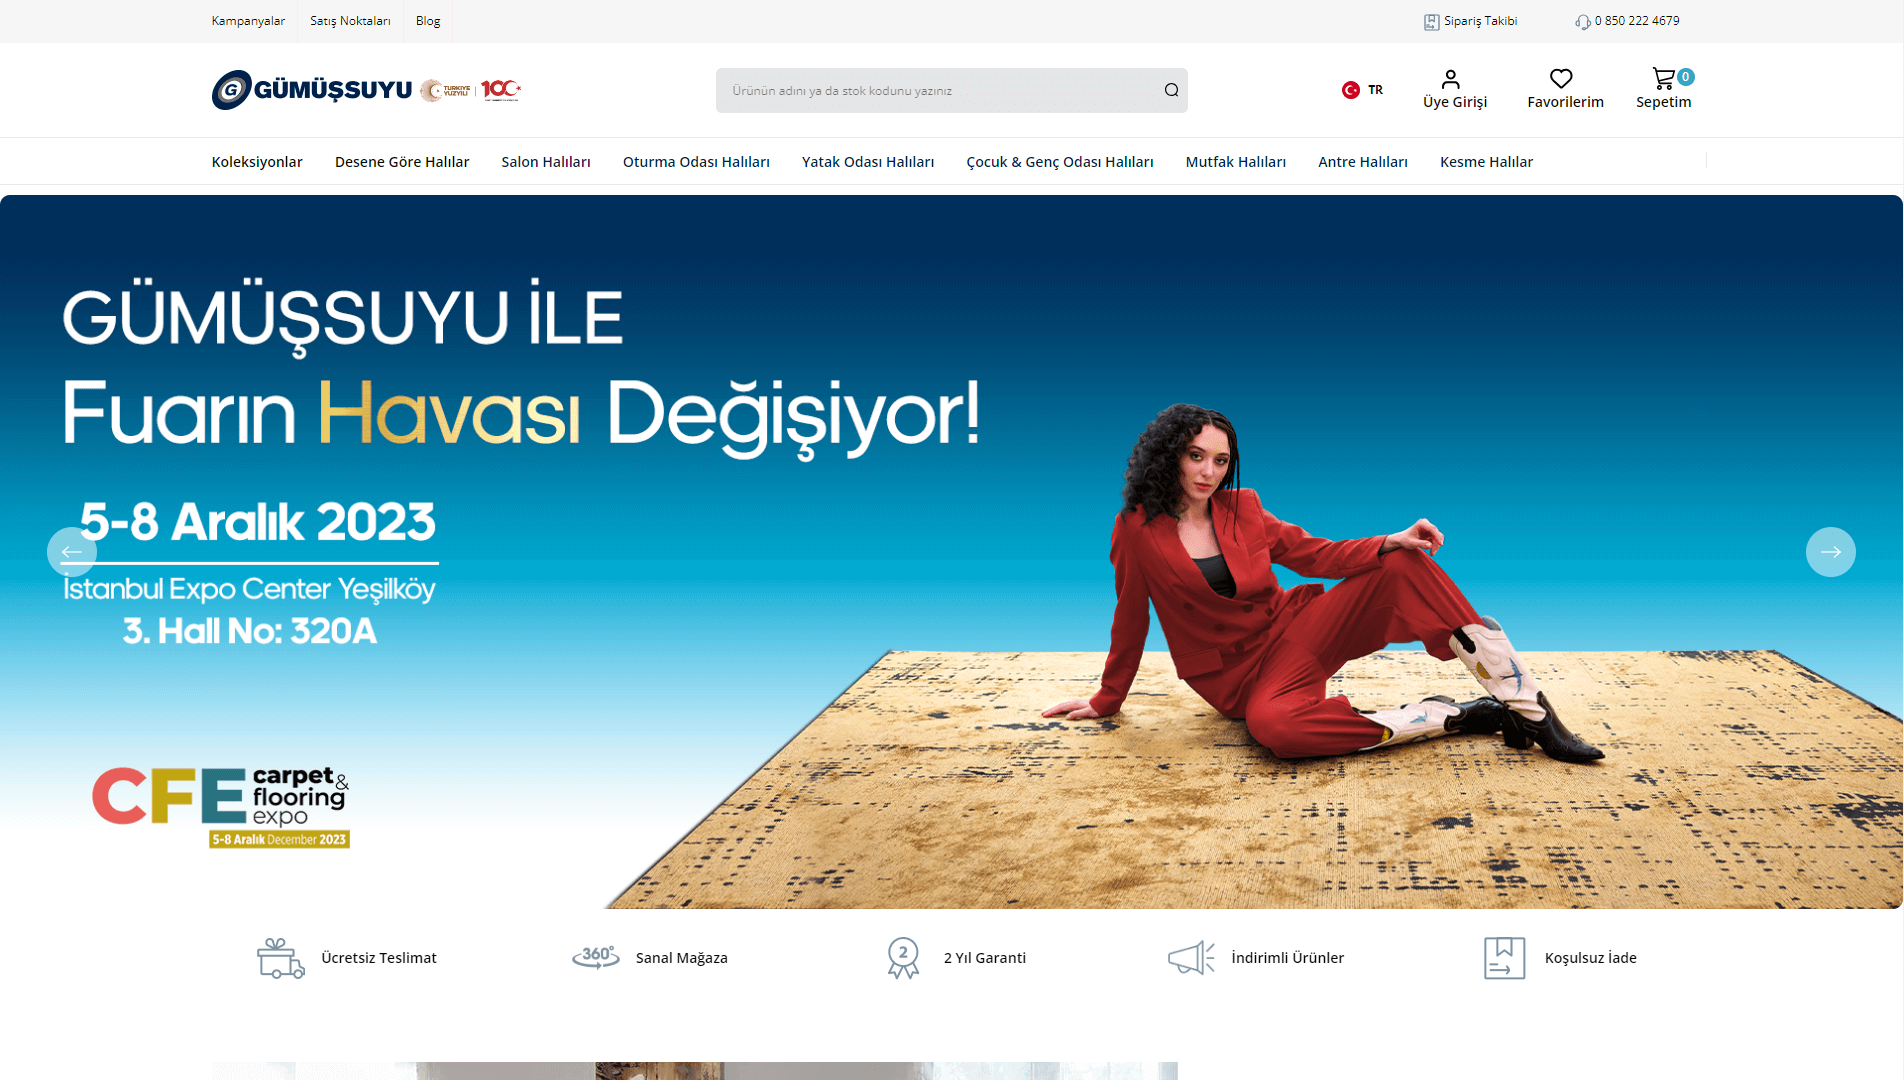 Kampanyalar Satış Noktaları Blog Sipariş Takibi 0 850 222 4679
G GÜMÜŞSUYU TÜRKİYE YÜZYILI 100
Ürünün adını ya da stok kodunu yazınız
TR Üye Girişi Favorilerim Sepetim 0
Koleksiyonlar Desene Göre Halılar Salon Halıları Oturma Odası Halıları Yatak Odası Halıları Çocuk & Genç Odası Halıları Mutfak Halıları Antre Halıları Kesme Halılar
GÜMÜŞSUYU İLE
Fuarın Havası Değişiyor!
5-8 Aralık 2023
İstanbul Expo Center Yeşilköy
3. Hall No: 320A
CFE carpet &
flooring
expo
5-8 Aralık December 2023
Ücretsiz Teslimat 360° Sanal Mağaza 2 2 Yıl Garanti İndirimli Ürünler Koşulsuz İade